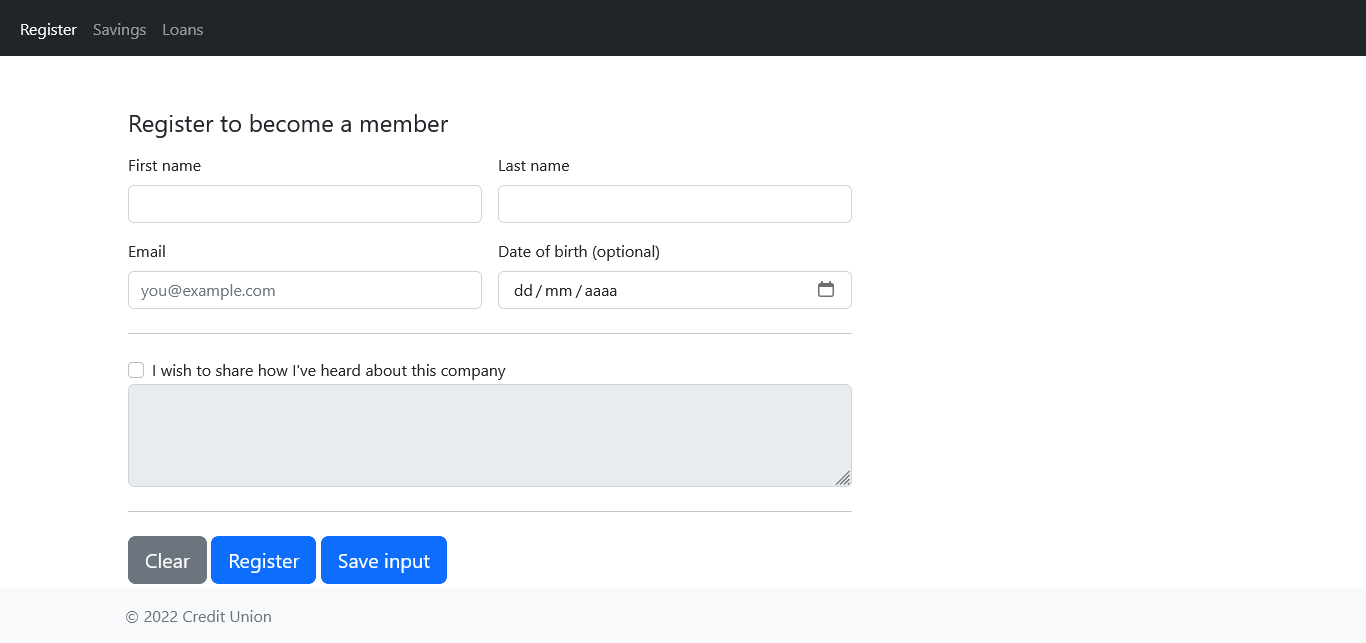 Register Savings Loans
Register to become a member
First name Last name
Email Date of birth (optional)
you@example.com dd/mm/aaaa
I wish to share how I've heard about this company
Clear Register Save input
© 2022 Credit Union